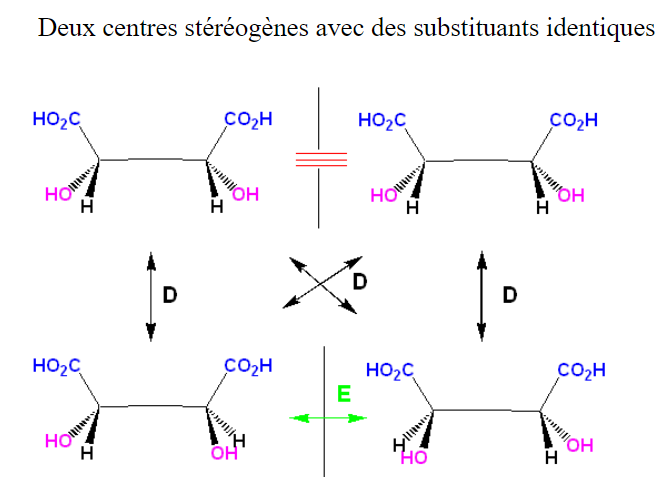 Deux centres stéréogènes avec des substituants identiques
HO₂C CO₂H HO₂C CO₂H
HO H H OH HO H H OH
D D D
HO₂C CO₂H HO₂C CO₂H
E
HO H OH H H HO H OH